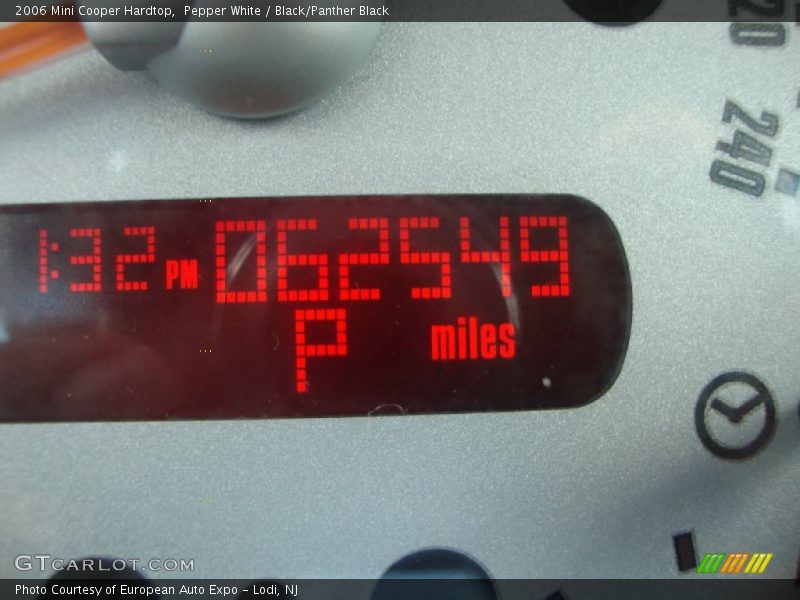 2006 Mini Cooper Hardtop, Pepper White / Black/Panther Black
220
240
1:32 PM 062549
P miles
GTCARLOT.COM
Photo Courtesy of European Auto Expo - Lodi, NJ